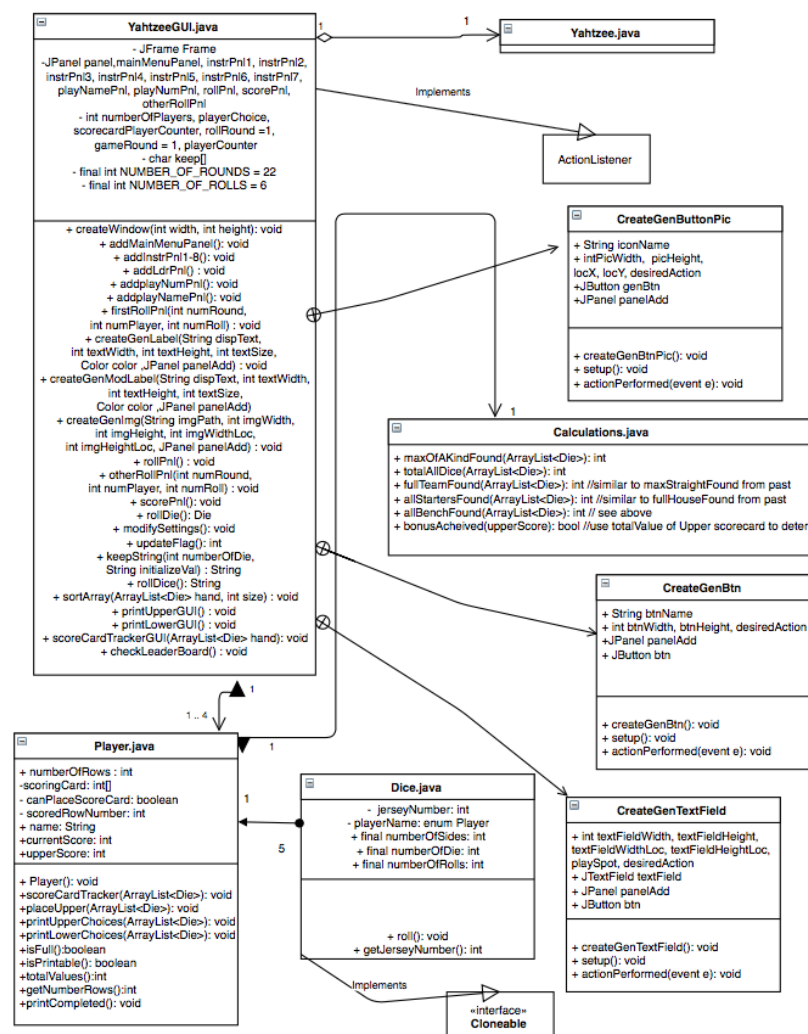 YahtzeeGUI.java
- JFrame Frame
-JPanel panel,mainMenuPanel, instrPnl1, instrPnl2,
instrPnl3, instrPnl4, instrPnl5, instrPnl6, instrPnl7,
playNamePnl, playNumPnl, rollPnl, scorePnl,
otherRollPnl
- int numberOfPlayers, playerChoice,
scorecardPlayerCounter, rollRound =1,
gameRound = 1, playerCounter
- char keep[]
- final int NUMBER_OF_ROUNDS = 22
- final int NUMBER_OF_ROLLS = 6
+ createWindow(int width, int height): void
+ addMainMenuPanel(): void
+ addInstrPnl1-8(): void
+ addLdrPnl() : void
+ addplayNumPnl(): void
+ addplayNamePnl(): void
+ firstRollPnl(int numRound,
int numPlayer, int numRoll) : void
+ createGenLabel(String dispText,
int textWidth, int textHeight, int textSize,
Color color ,JPanel panelAdd) : void
+ createGenModLabel(String dispText, int textWidth,
int textHeight, int textSize,
Color color ,JPanel panelAdd)
+ createGenImg(String imgPath, int imgWidth,
int imgHeight, int imgWidthLoc,
int imgHeightLoc, JPanel panelAdd) : void
+ rollPnl() : void
+ otherRollPnl(int numRound,
int numPlayer, int numRoll) : void
+ scorePnl(): void
+ rollDie(): Die
+ modifySettings(): void
+ updateFlag(): int
+ keepString(int numberOfDie,
String initializeVal) : String
+ rollDice(): String
+ sortArray(ArrayList<Die> hand, int size) : void
+ printUpperGUI() : void
+ printLowerGUI() : void
+ scoreCardTrackerGUI(ArrayList<Die> hand): void
+ checkLeaderBoard() : void
1
1
Yahtzee.java
Implements
ActionListener
CreateGenButtonPic
+ String iconName
+ intPicWidth, picHeight,
locX, locY, desiredAction
+JButton genBtn
+ JPanel panelAdd
+ createGenBtnPic(): void
+ setup(): void
+ actionPerformed(event e): void
1
Calculations.java
+ maxOfAKindFound(ArrayList<Die>): int
+ totalAllDice(ArrayList<Die>): int
+ fullTeamFound(ArrayList<Die>): int //similar to maxStraightFound from past
+ allStartersFound(ArrayList<Die>): int //similar to fullHouseFound from past
+ allBenchFound(ArrayList<Die>): int // see above
+ bonusAcheived(upperScore): bool //use totalValue of Upper scorecard to deter
CreateGenBtn
+ String btnName
+ int btnWidth, btnHeight, desiredAction
+JPanel panelAdd
+ JButton btn
+ createGenBtn(): void
+ setup(): void
+ actionPerformed(event e): void
1
1 .. 4
1
Player.java
+ numberOfRows : int
-scoringCard: int[]
- canPlaceScoreCard: boolean
- scoredRowNumber: int
+ name: String
+currentScore: int
+upperScore: int
+ Player(): void
+scoreCardTracker(ArrayList<Die>): void
+placeUpper(ArrayList<Die>): void
+printUpperChoices(ArrayList<Die>): void
+printLowerChoices(ArrayList<Die>): void
+isFull():boolean
+isPrintable(): boolean
+totalValues():int
+getNumberRows():int
+printCompleted(): void
1
5
Dice.java
- jerseyNumber: int
- playerName: enum Player
+ final numberOfSides: int
+ final numberOfDie: int
+ final numberOfRolls: int
+ roll(): void
+ getJerseyNumber(): int
Implements
«interface»
Cloneable
CreateGenTextField
+ int textFieldWidth, textFieldHeight,
textFieldWidthLoc, textFieldHeightLoc,
playSpot, desiredAction
+ JTextField textField
+ JPanel panelAdd
+ JButton btn
+ createGenTextField(): void
+ setup(): void
+ actionPerformed(event e): void